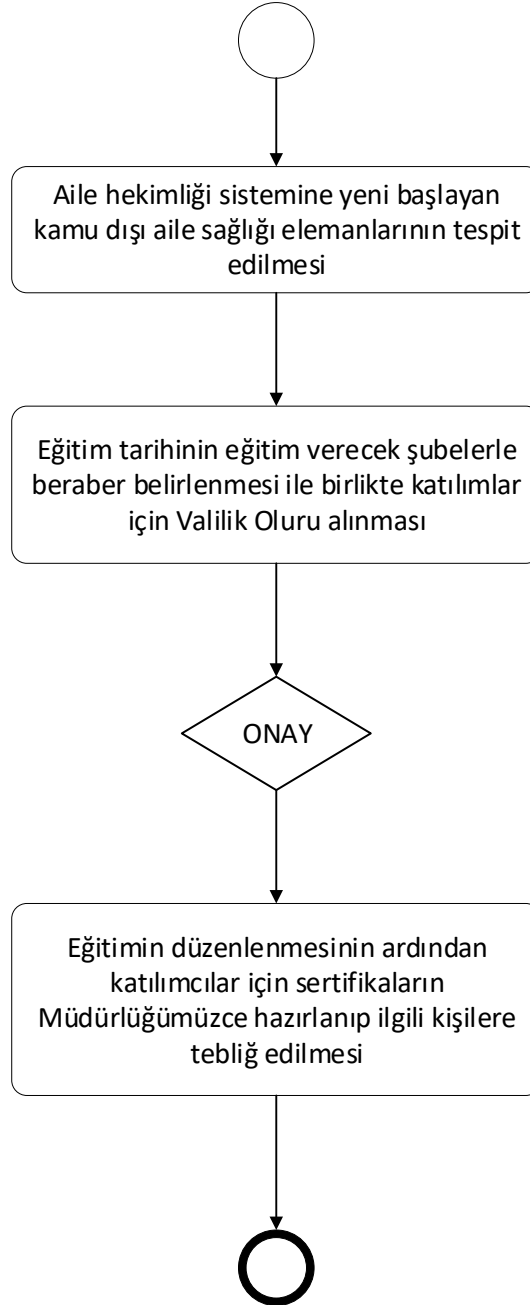 Aile hekimliği sistemine yeni başlayan
kamu dışı aile sağlığı elemanlarının tespit
edilmesi
Eğitim tarihinin eğitim verecek şubelerle
beraber belirlenmesi ile birlikte katılımlar
için Valilik Oluru alınması
ONAY
Eğitimin düzenlenmesinin ardından
katılımcılar için sertifikaların
Müdürlüğümüzce hazırlanıp ilgili kişilere
tebliğ edilmesi